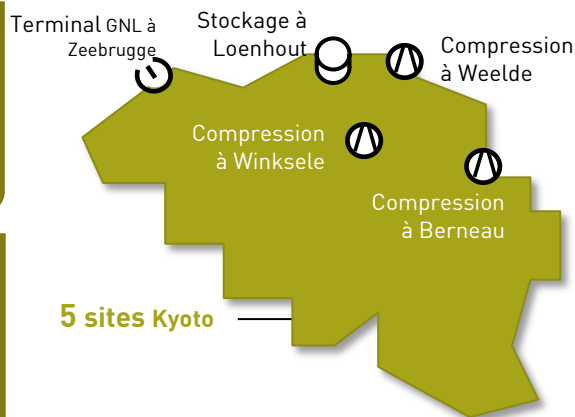 Terminal GNL à
Zeebrugge
Stockage à
Loenhout
Compression
à Weelde
Compression
à Winksele
Compression
à Berneau
5 sites Kyoto